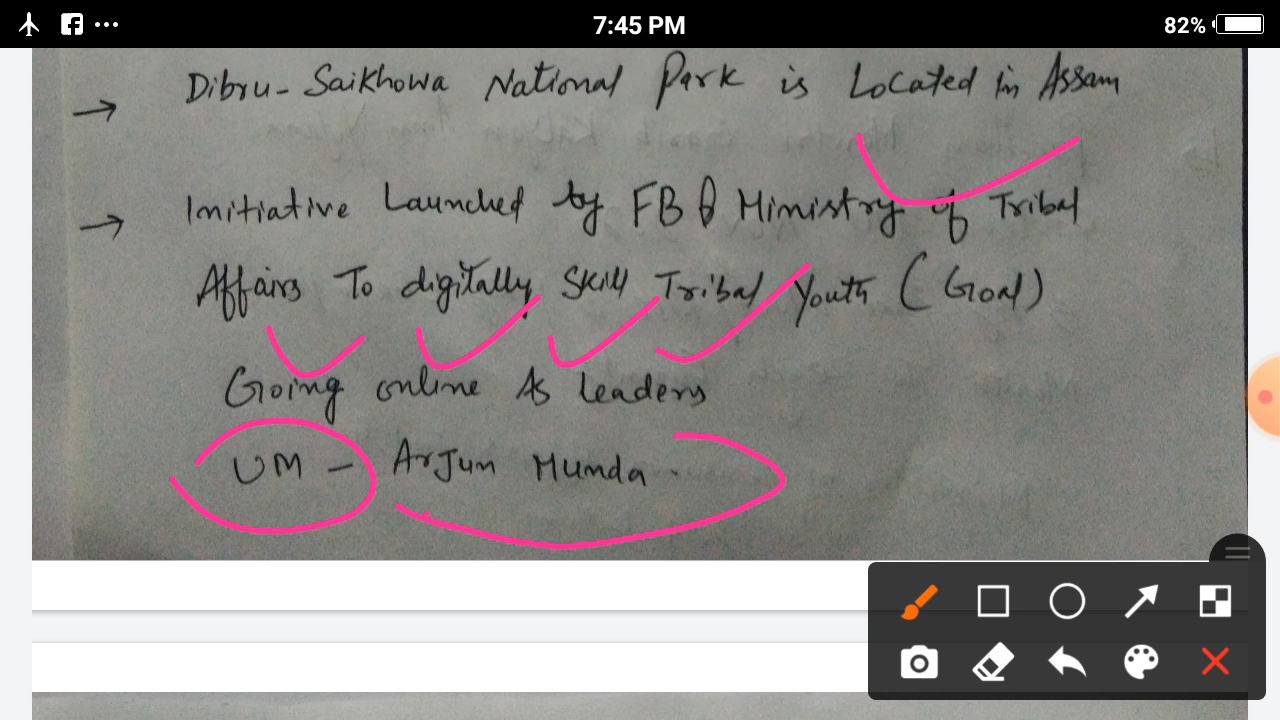 7:45 PM
82%
→ Dibru-Saikhowa National Park is Located in Assam
→ Initiative Launched by FB & Ministry of Tribal
Affairs To digitally Skill Tribal Youth (Goal)
Going online As leaders
UM - Arjun Munda.